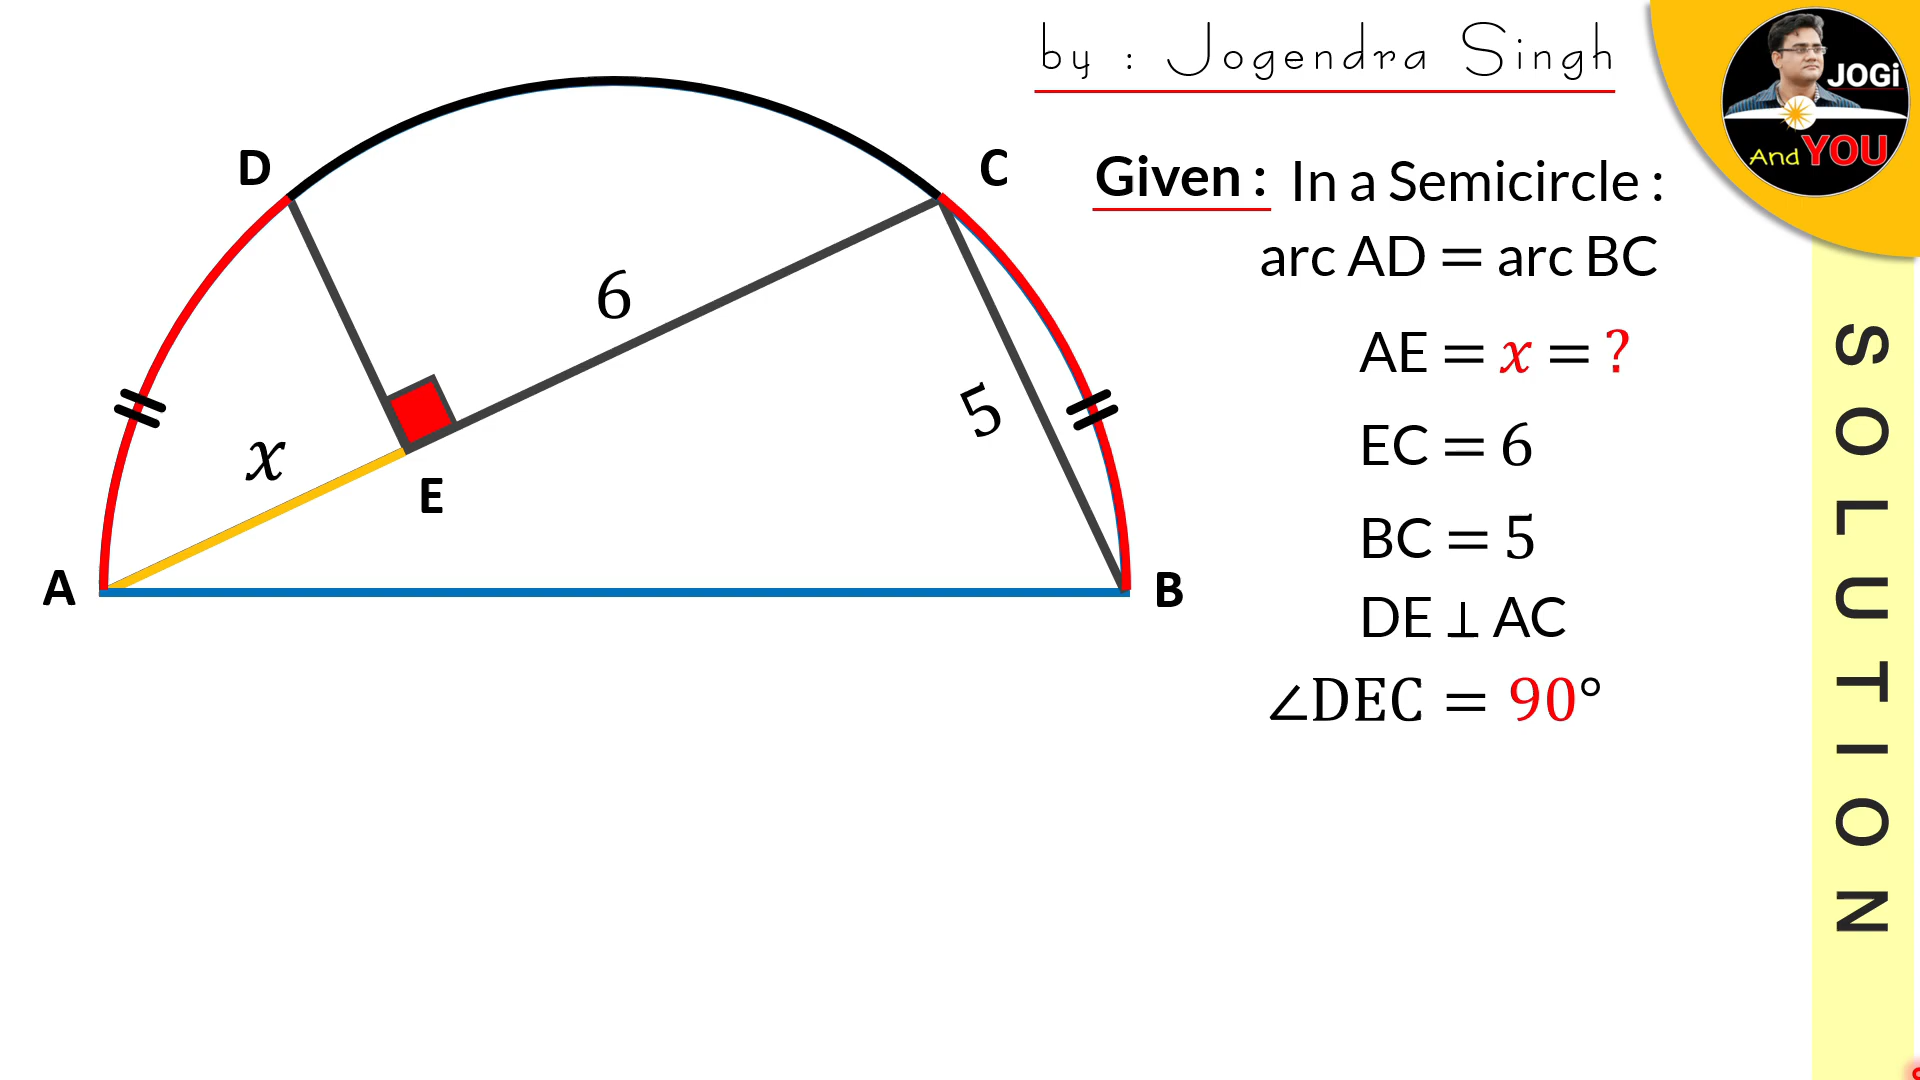 by : Jogendra Singh
JOGi
And YOU
Given : In a Semicircle :
arc AD = arc BC
AE = x = ?
EC = 6
BC = 5
DE ⊥ AC
∠DEC = 90°
D
C
6
5
x
E
A
B
SOLUTION